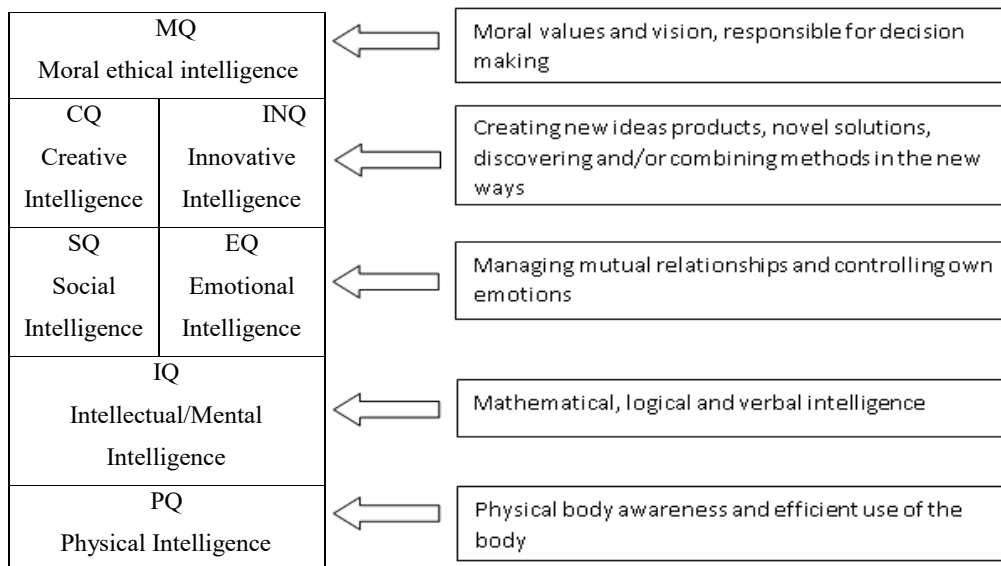 MQ
Moral ethical intelligence
Moral values and vision, responsible for decision
making
CQ
Creative
Intelligence
INQ
Innovative
Intelligence
Creating new ideas products, novel solutions,
discovering and/or combining methods in the new
ways
SQ
Social
Intelligence
EQ
Emotional
Intelligence
Managing mutual relationships and controlling own
emotions
IQ
Intellectual/Mental
Intelligence
Mathematical, logical and verbal intelligence
PQ
Physical Intelligence
Physical body awareness and efficient use of the
body